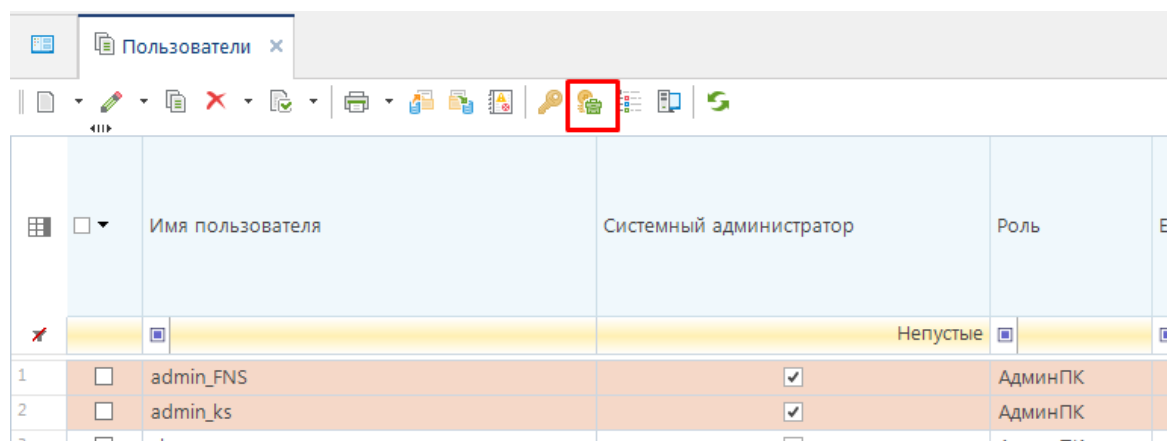 Пользователи
Имя пользователя
Системный администратор
Роль
Непустые
1
admin_FNS
АдминПК
2
admin_ks
АдминПК